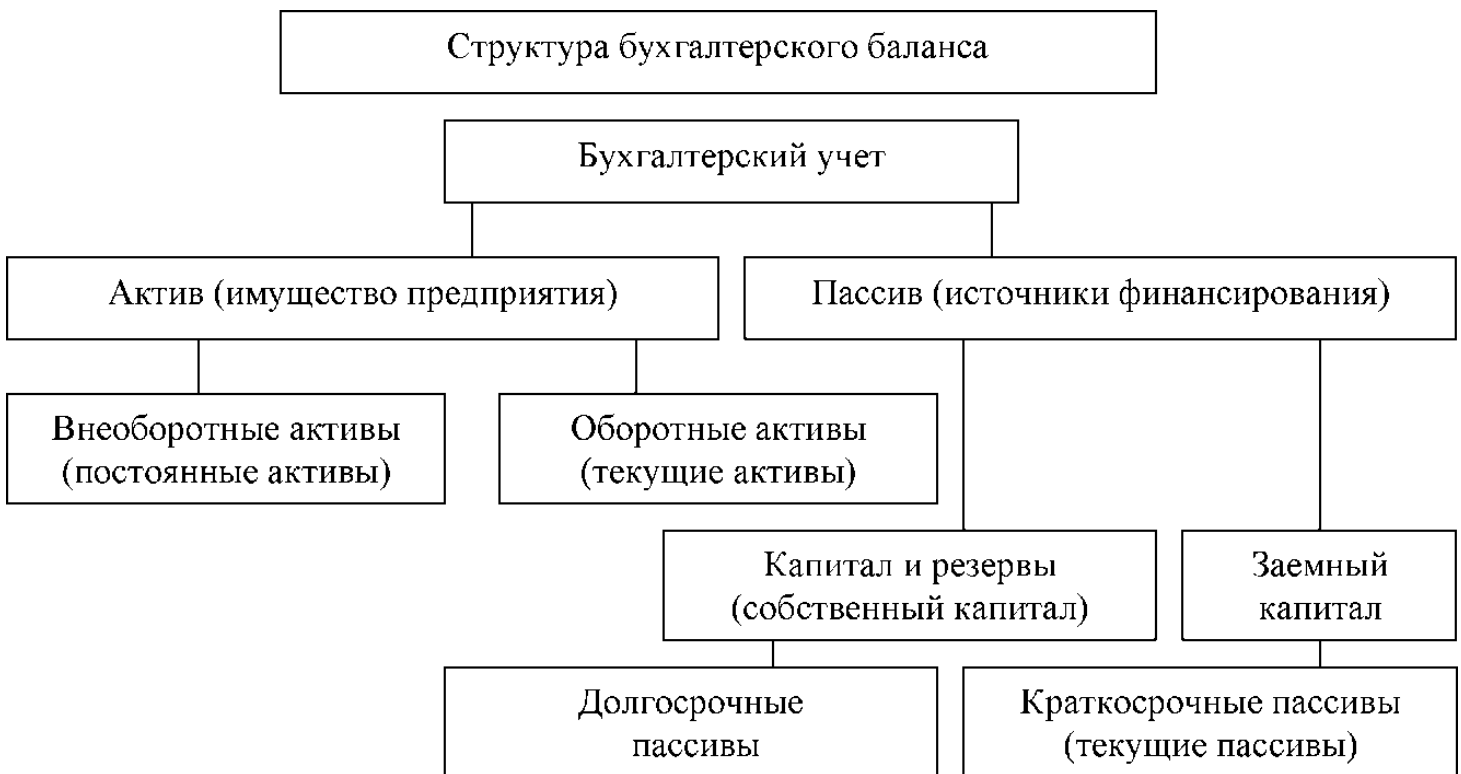 Структура бухгалтерского баланса
Бухгалтерский учет
Актив (имущество предприятия)
Пассив (источники финансирования)
Внеоборотные активы
(постоянные активы)
Оборотные активы
(текущие активы)
Капитал и резервы
(собственный капитал)
Заемный
капитал
Долгосрочные
пассивы
Краткосрочные пассивы
(текущие пассивы)